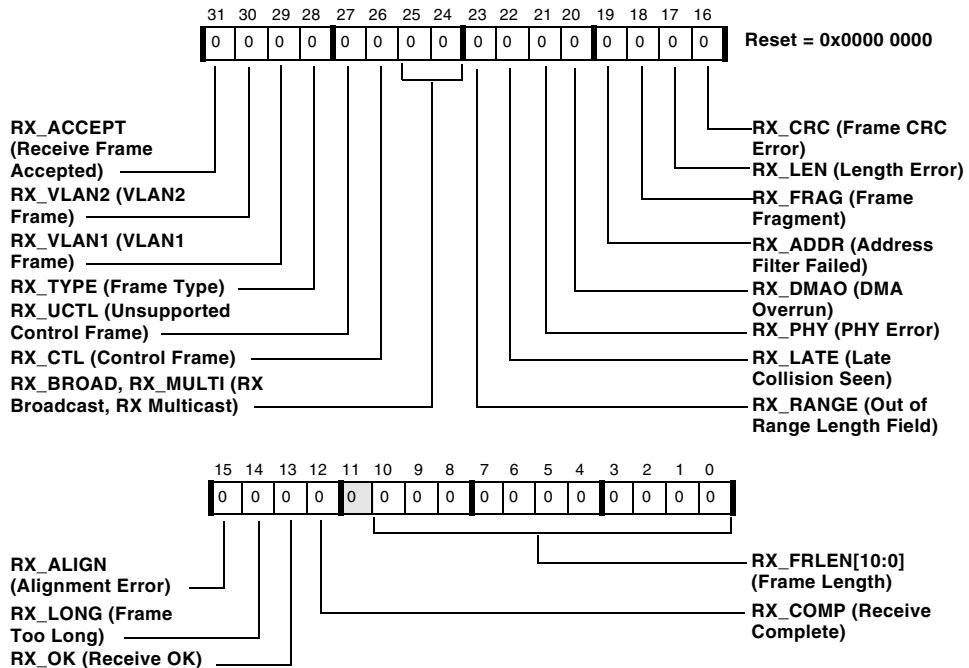 31 30 29 28 27 26 25 24 23 22 21 20 19 18 17 16
0 0 0 0 0 0 0 0 0 0 0 0 0 0 0 0
Reset = 0x0000 0000
RX_ACCEPT
(Receive Frame
Accepted)
RX_VLAN2 (VLAN2
Frame)
RX_VLAN1 (VLAN1
Frame)
RX_TYPE (Frame Type)
RX_UCTL (Unsupported
Control Frame)
RX_CTL (Control Frame)
RX_BROAD, RX_MULTI (RX
Broadcast, RX Multicast)
RX_CRC (Frame CRC
Error)
RX_LEN (Length Error)
RX_FRAG (Frame
Fragment)
RX_ADDR (Address
Filter Failed)
RX_DMAO (DMA
Overrun)
RX_PHY (PHY Error)
RX_LATE (Late
Collision Seen)
RX_RANGE (Out of
Range Length Field)
15 14 13 12 11 10 9 8 7 6 5 4 3 2 1 0
0 0 0 0 0 0 0 0 0 0 0 0 0 0 0 0
RX_ALIGN
(Alignment Error)
RX_LONG (Frame
Too Long)
RX_OK (Receive OK)
RX_FRLEN[10:0]
(Frame Length)
RX_COMP (Receive
Complete)